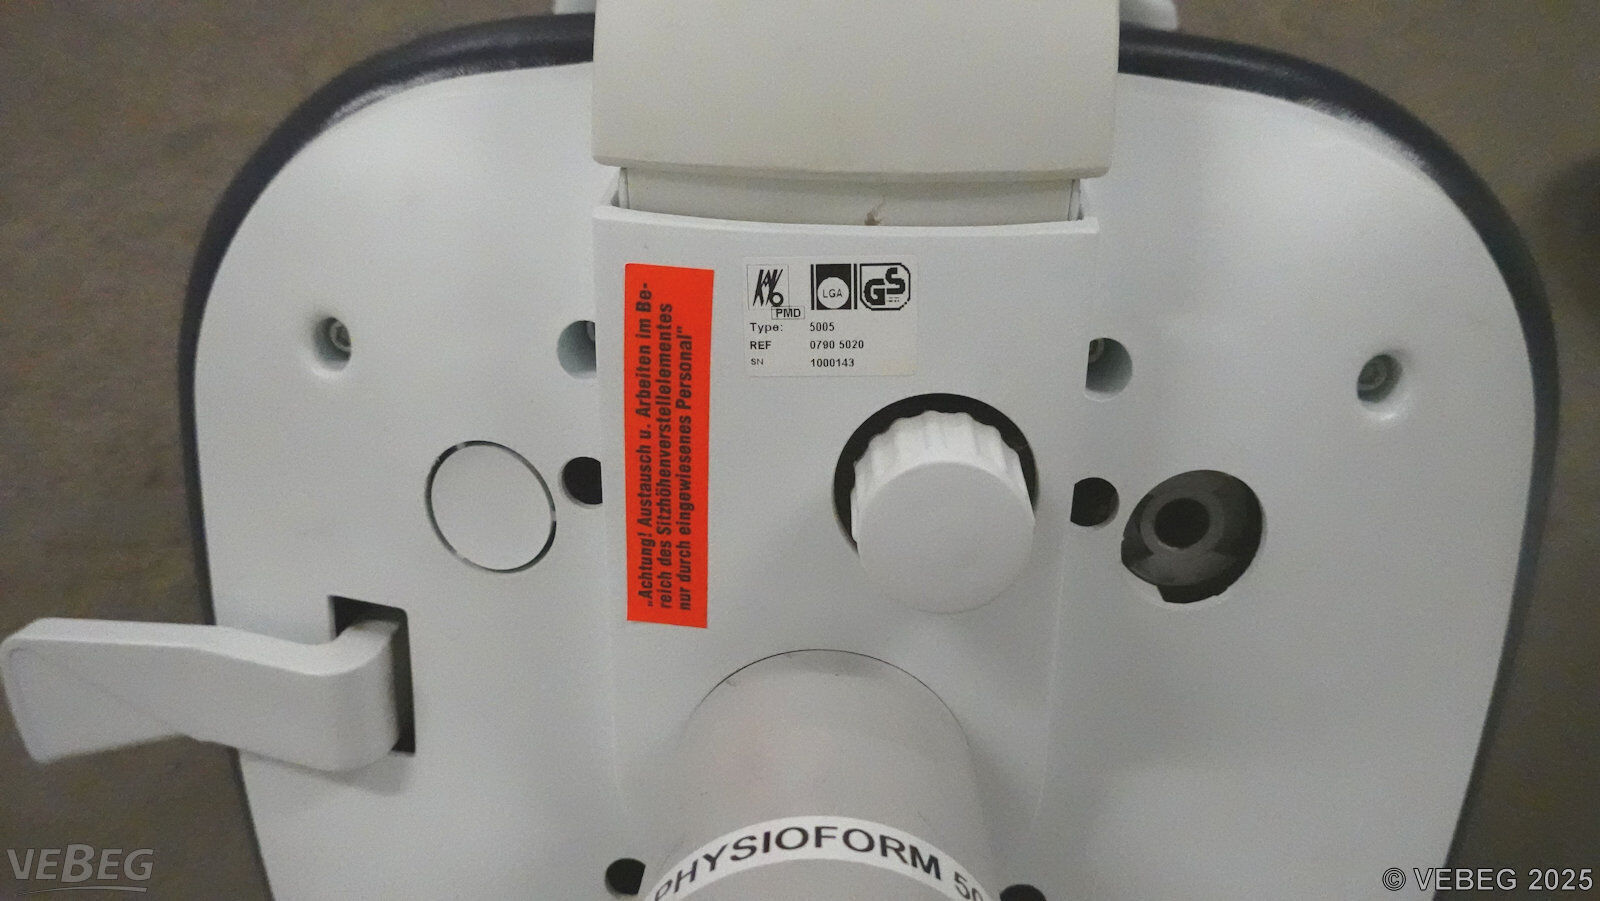 KAVO
PMD
LGA
GS
Type: 5005
REF 0790 5020
SN 1000143
„Achtung! Austausch u. Arbeiten im Be-
reich des Sitzhöhenverstellelementes
nur durch eingewiesenes Personal“
PHYSIOFORM 50
VEBEG
© VEBEG 2025